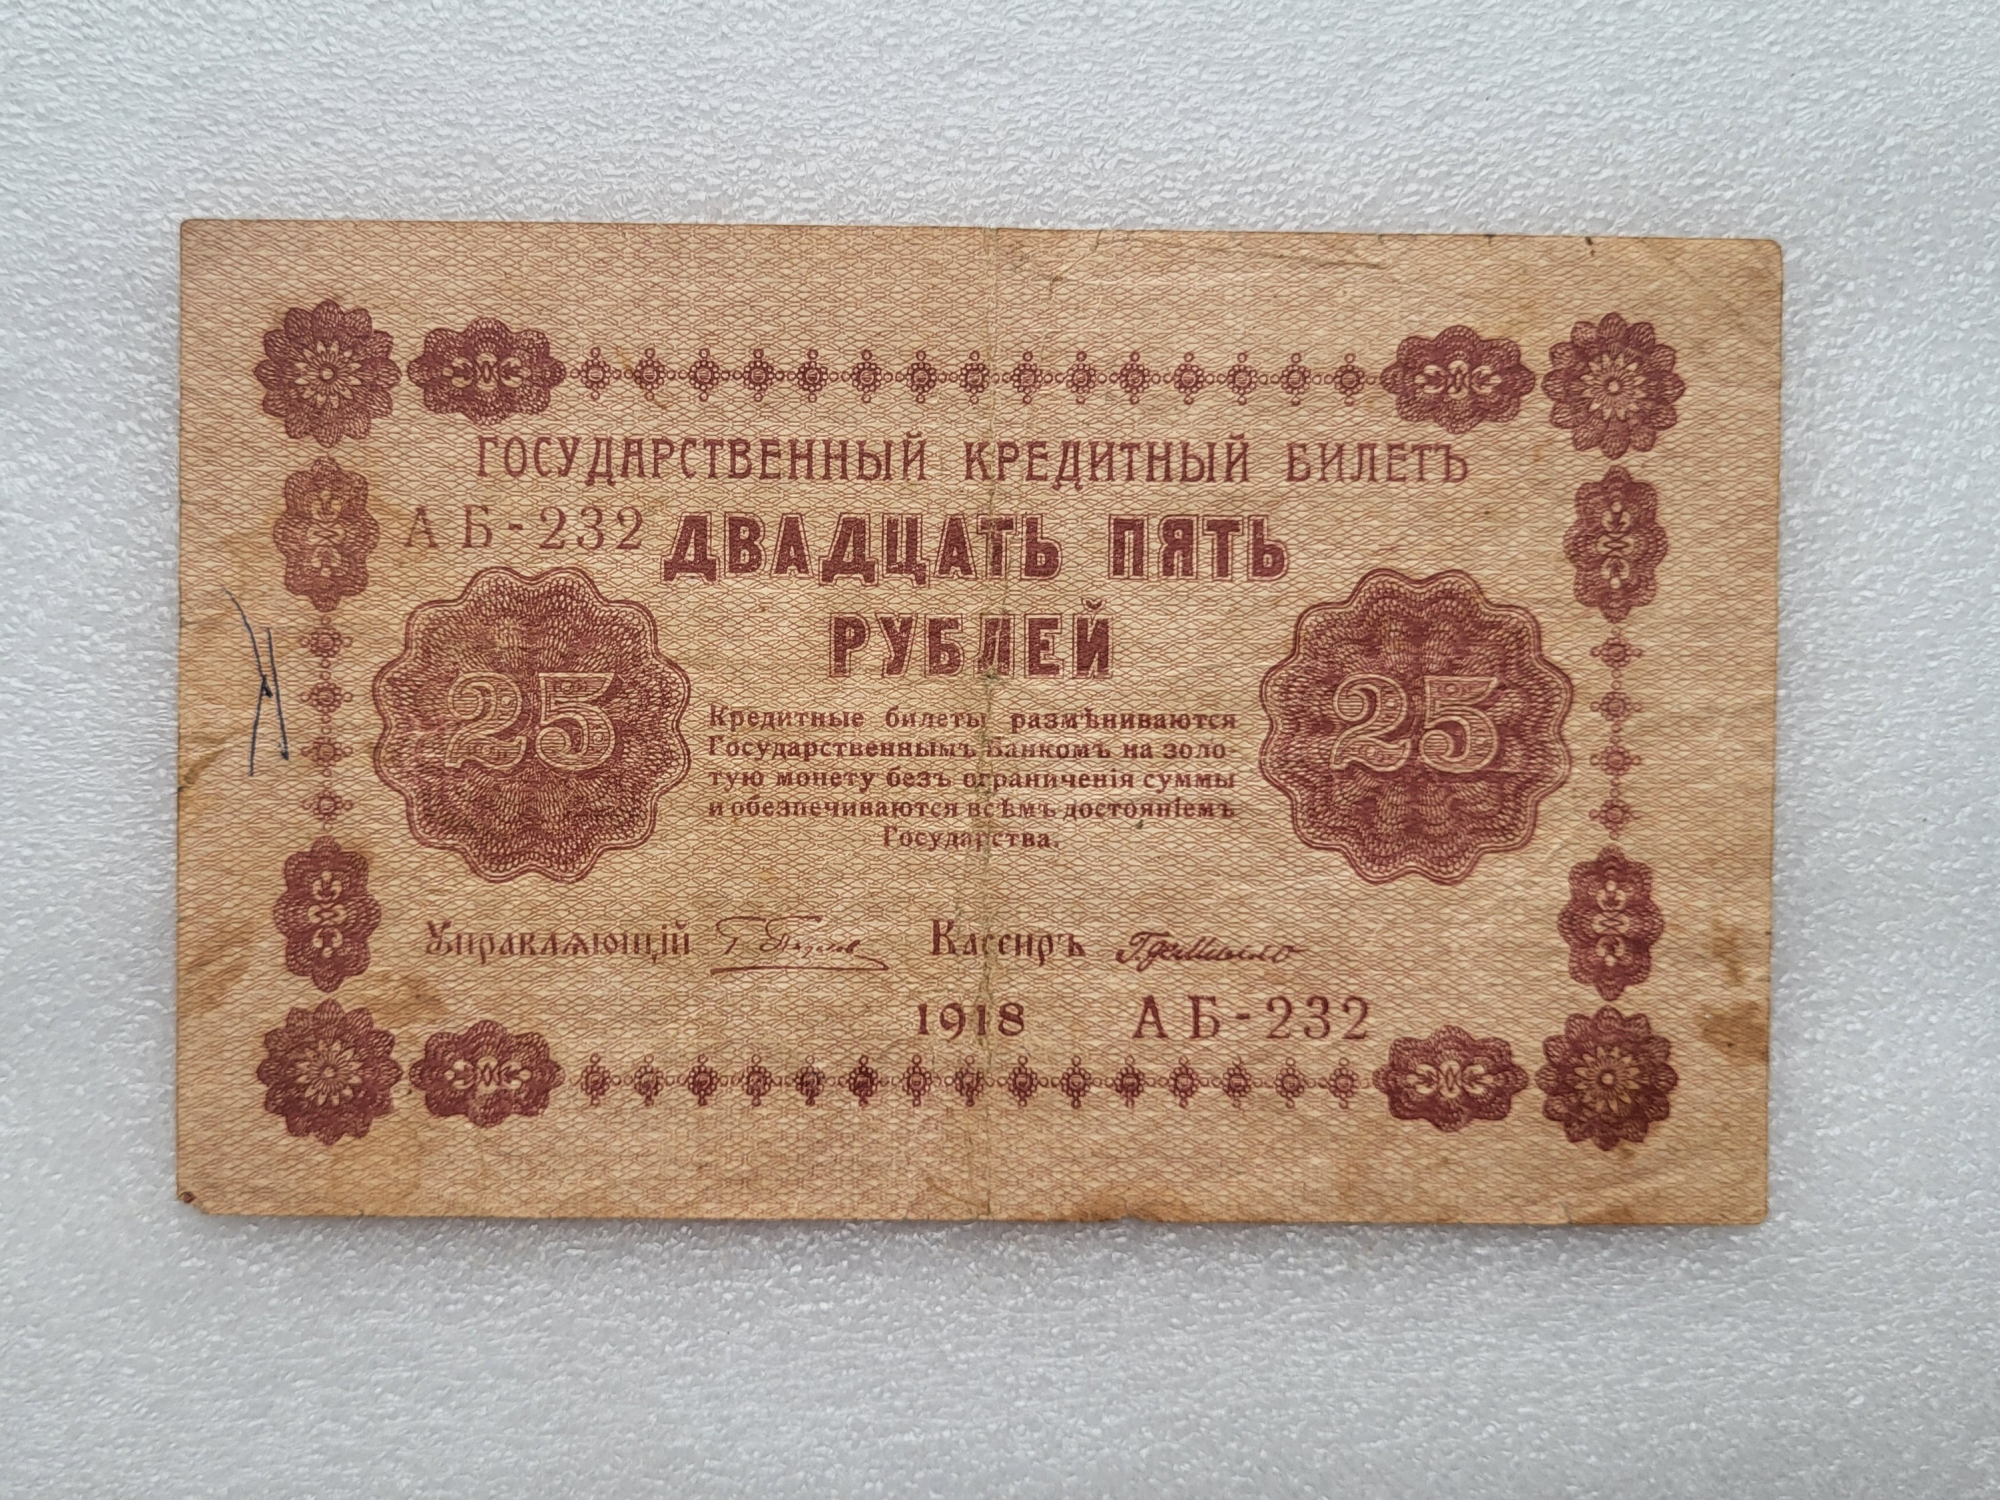 ГОСУДАРСТВЕННЫЙ КРЕДИТНЫЙ БИЛЕТЪ
АБ-232 ДВАДЦАТЬ ПЯТЬ
РУБЛЕЙ
25 25
Кредитные билеты размѣниваются
Государственнымъ Банкомъ на золо-
тую монету безъ ограниченія суммы
и обезпечиваются всѣмъ достояніемъ
Государства.
Управляющій Кассиръ
1918 АБ-232